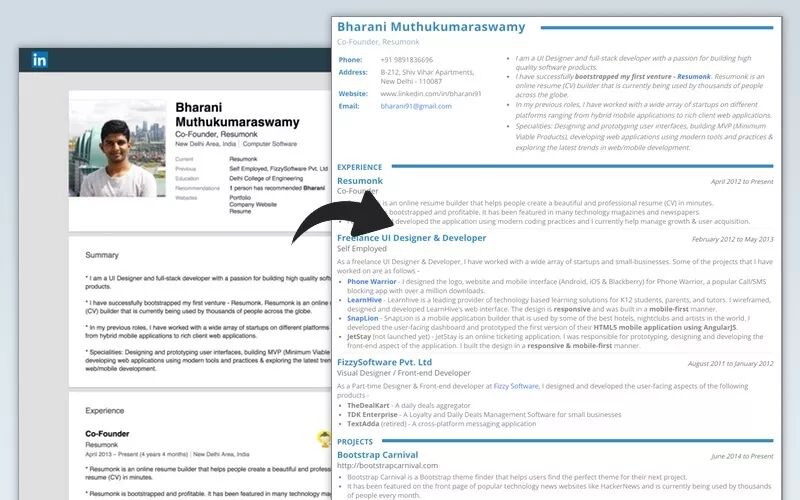 in
Bharani
Muthukumaraswamy
Co-Founder, Resumonk
New Delhi Area, India | Computer Software
Current Resumonk
Previous Self Employed, FizzySoftware Pvt. Ltd
Education Delhi College of Engineering
Recommendations 1 person has recommended Bharani
Websites Portfolio
Company Website
Resume
Summary
* I am a UI Designer and full-stack developer with a passion for building high quality soft
products.
* I have successfully bootstrapped my first venture - Resumonk. Resumonk is an online r
(CV) builder that is currently being used by thousands of people across the globe.
* In my previous roles, I have worked with a wide array of startups on different platforms
from hybrid mobile applications to rich client web applications.
* Specialities: Designing and prototyping user interfaces, building MVP (Minimum Viable
developing web applications using modern tools and practices & exploring the latest tren
web/mobile development.
Experience
Co-Founder
Resumonk
April 2013 – Present (4 years 4 months) | New Delhi Area, India
* Resumonk is an online resume builder that helps people create a beautiful and profess
resume (CV) in minutes.
* Resumonk is bootstrapped and profitable. It has been featured in many technology mag
Bharani Muthukumaraswamy
Co-Founder, Resumonk
Phone: +91 9891836696
Address: B-212, Shiv Vihar Apartments,
New Delhi - 110087
Website: www.linkedin.com/in/bharani91
Email: bharani91@gmail.com
• I am a UI Designer and full-stack developer with a passion for building high
quality software products.
• I have successfully bootstrapped my first venture - Resumonk. Resumonk is an
online resume (CV) builder that is currently being used by thousands of people
across the globe.
• In my previous roles, I have worked with a wide array of startups on different
platforms ranging from hybrid mobile applications to rich client web applications.
• Specialities: Designing and prototyping user interfaces, building MVP (Minimum
Viable Products), developing web applications using modern tools and practices &
exploring the latest trends in web/mobile development.
EXPERIENCE
Resumonk April 2012 to Present
Co-Founder
is an online resume builder that helps people create a beautiful and professional resume (CV) in minutes.
bootstrapped and profitable. It has been featured in many technology magazines and newspapers.
developed the application using modern coding practices and I currently help manage growth & user acquisition.
Freelance UI Designer & Developer February 2012 to May 2013
Self Employed
As a freelance UI Designer & Developer, I have worked with a wide array of startups and small-businesses. Some of the projects that I have
worked on are as follows -
• Phone Warrior - I designed the logo, website and mobile interface (Android, iOS & Blackberry) for Phone Warrior, a popular Call/SMS
blocking app with over a million downloads.
• LearnHive - Learnhive is a leading provider of technology based learning solutions for K12 students, parents, and tutors. I wireframed,
designed and developed LearnHive's web interface. The design is responsive and was built in a mobile-first manner.
• SnapLion - SnapLion is a mobile application builder that is used by some of the best hotels, nightclubs and artists in the world. I
developed the user-facing dashboard and prototyped the first version of their HTML5 mobile application using AngularJS.
• JetStay (not launched yet) - JetStay is an online ticketing application. I was responsible for prototyping, designing and developing the
front-end aspect of the application. I built the design in a responsive & mobile-first manner.
FizzySoftware Pvt. Ltd August 2011 to January 2012
Visual Designer / Front-end Developer
As a Part-time Designer & Front-end developer at Fizzy Software, I designed and developed the user-facing aspects of the following
products -
• TheDealKart - A daily deals aggregator
• TDK Enterprise - A Loyalty and Daily Deals Management Software for small businesses
• TextAdda (retired) - A cross-platform messaging application
PROJECTS
Bootstrap Carnival June 2014 to Present
http://bootstrapcarnival.com
• Bootstrap Carnival is a Bootstrap theme finder that helps users find the perfect theme for their next project.
• It has been featured on the front page of popular technology news websites like HackerNews and is currently being used by thousands
of people every month.